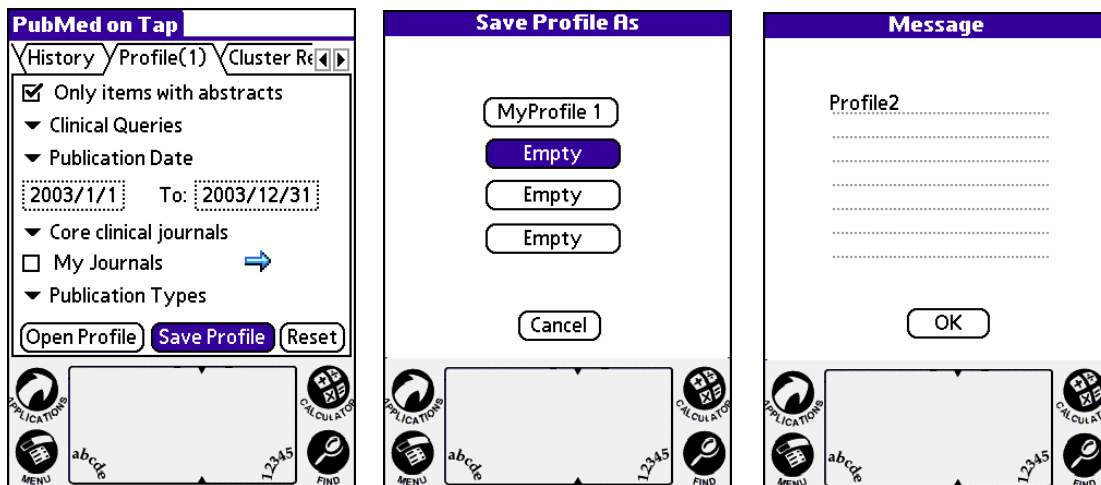 PubMed on Tap
History Profile(1) Cluster Re
Only items with abstracts
Clinical Queries
Publication Date
2003/1/1 To: 2003/12/31
Core clinical journals
My Journals
Publication Types
Open Profile Save Profile Reset
APPLICATIONS
CALCULATOR
MENU
abcde
12345
FIND
Save Profile As
MyProfile 1
Empty
Empty
Empty
Cancel
APPLICATIONS
CALCULATOR
MENU
abcde
12345
FIND
Message
Profile2
OK
APPLICATIONS
CALCULAT
MENU
abcde
12345
FIND